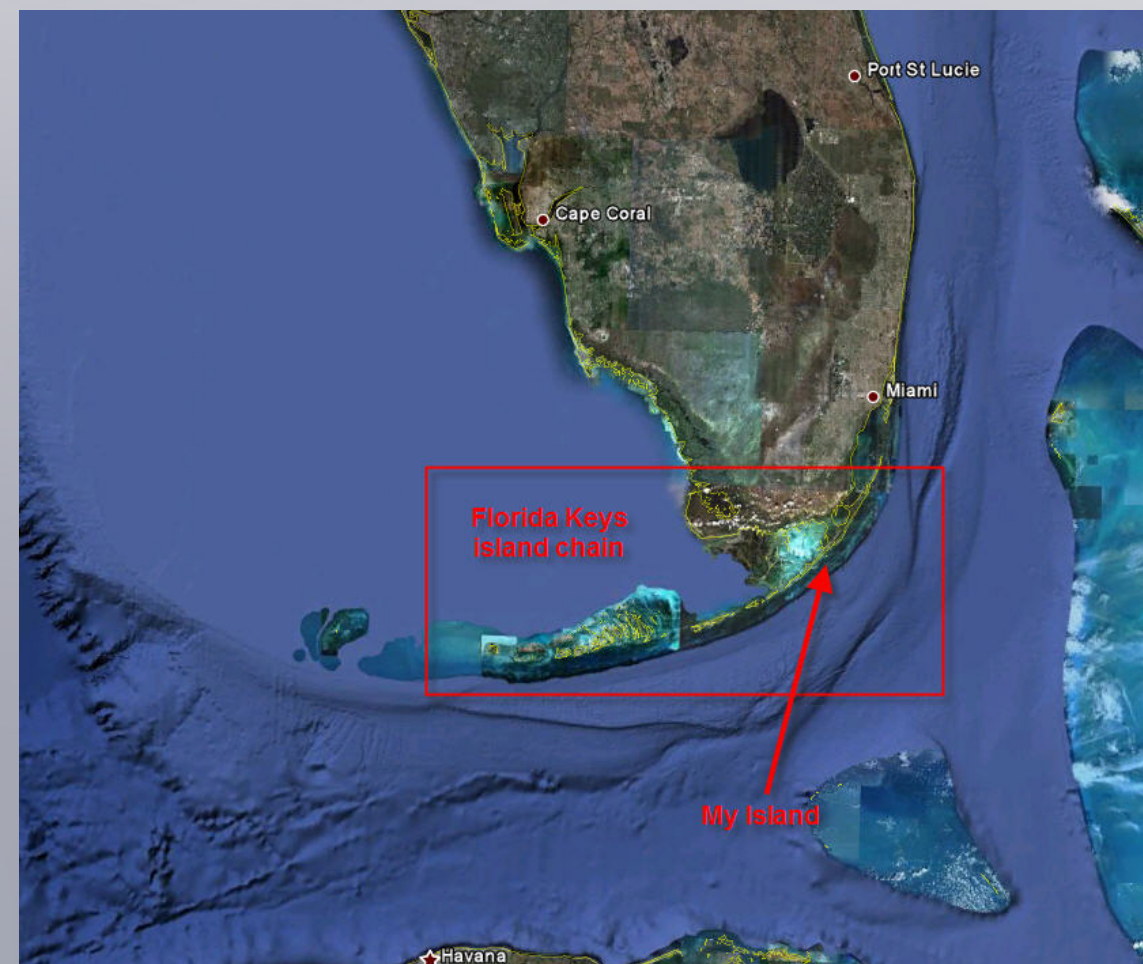 Port St Lucie
Cape Coral
Miami
Florida Keys
island chain
My Island
Havana